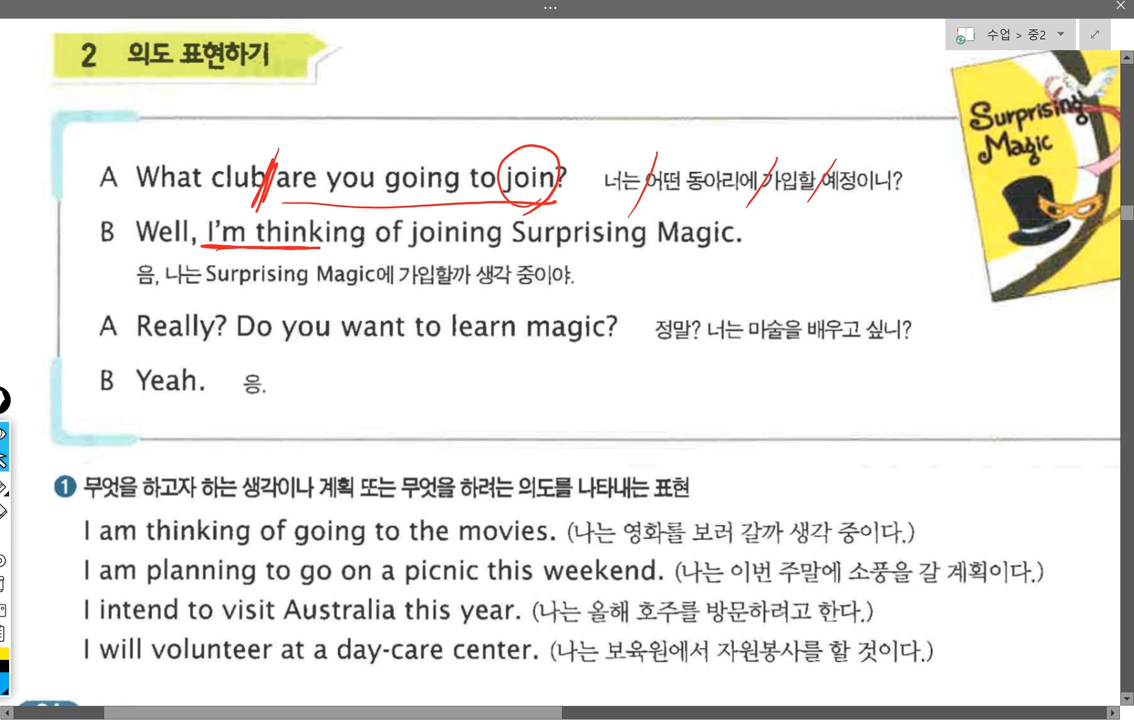 수업 > 중2
2 의도 표현하기
Surprising
Magic
A What club are you going to join? 너는 어떤 동아리에 가입할 예정이니?
B Well, I'm thinking of joining Surprising Magic.
음, 나는 Surprising Magic에 가입할까 생각 중이야.
A Really? Do you want to learn magic? 정말? 너는 마술을 배우고 싶니?
B Yeah. 응.
1 무엇을 하고자 하는 생각이나 계획 또는 무엇을 하려는 의도를 나타내는 표현
I am thinking of going to the movies. (나는 영화를 보러 갈까 생각 중이다.)
I am planning to go on a picnic this weekend. (나는 이번 주말에 소풍을 갈 계획이다.)
I intend to visit Australia this year. (나는 올해 호주를 방문하려고 한다.)
I will volunteer at a day-care center. (나는 보육원에서 자원봉사를 할 것이다.)